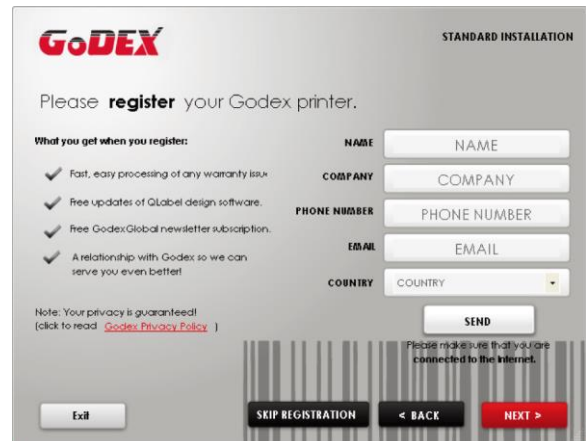 GoDEX
STANDARD INSTALLATION
Please register your Godex printer.
What you get when you register:
Fast, easy processing of any warranty issu
Free updates of QLabel design software.
Free GodexGlobal newsletter subscription.
A relationship with Godex so we can
serve you even better!
Note: Your privacy is guaranteed!
(click to read Godex Privacy Policy )
NAME NAME
COMPANY COMPANY
PHONE NUMBER PHONE NUMBER
EMAIL EMAIL
COUNTRY COUNTRY
SEND
Please make sure that you are
connected to the Internet.
Exit
SKIP REGISTRATION
< BACK
NEXT >